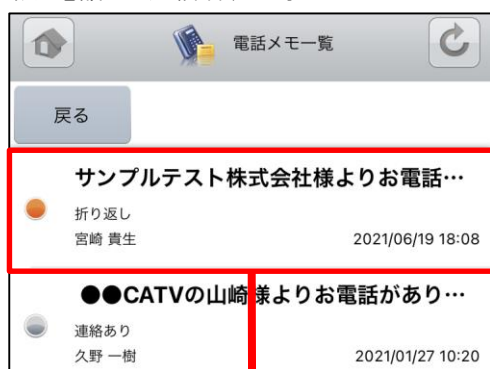 電話メモ一覧
戻る
サンプルテスト株式会社様よりお電話…
折り返し
宮崎 貴生
2021/06/19 18:08
●●CATVの山崎様よりお電話があり…
連絡あり
久野 一樹
2021/01/27 10:20